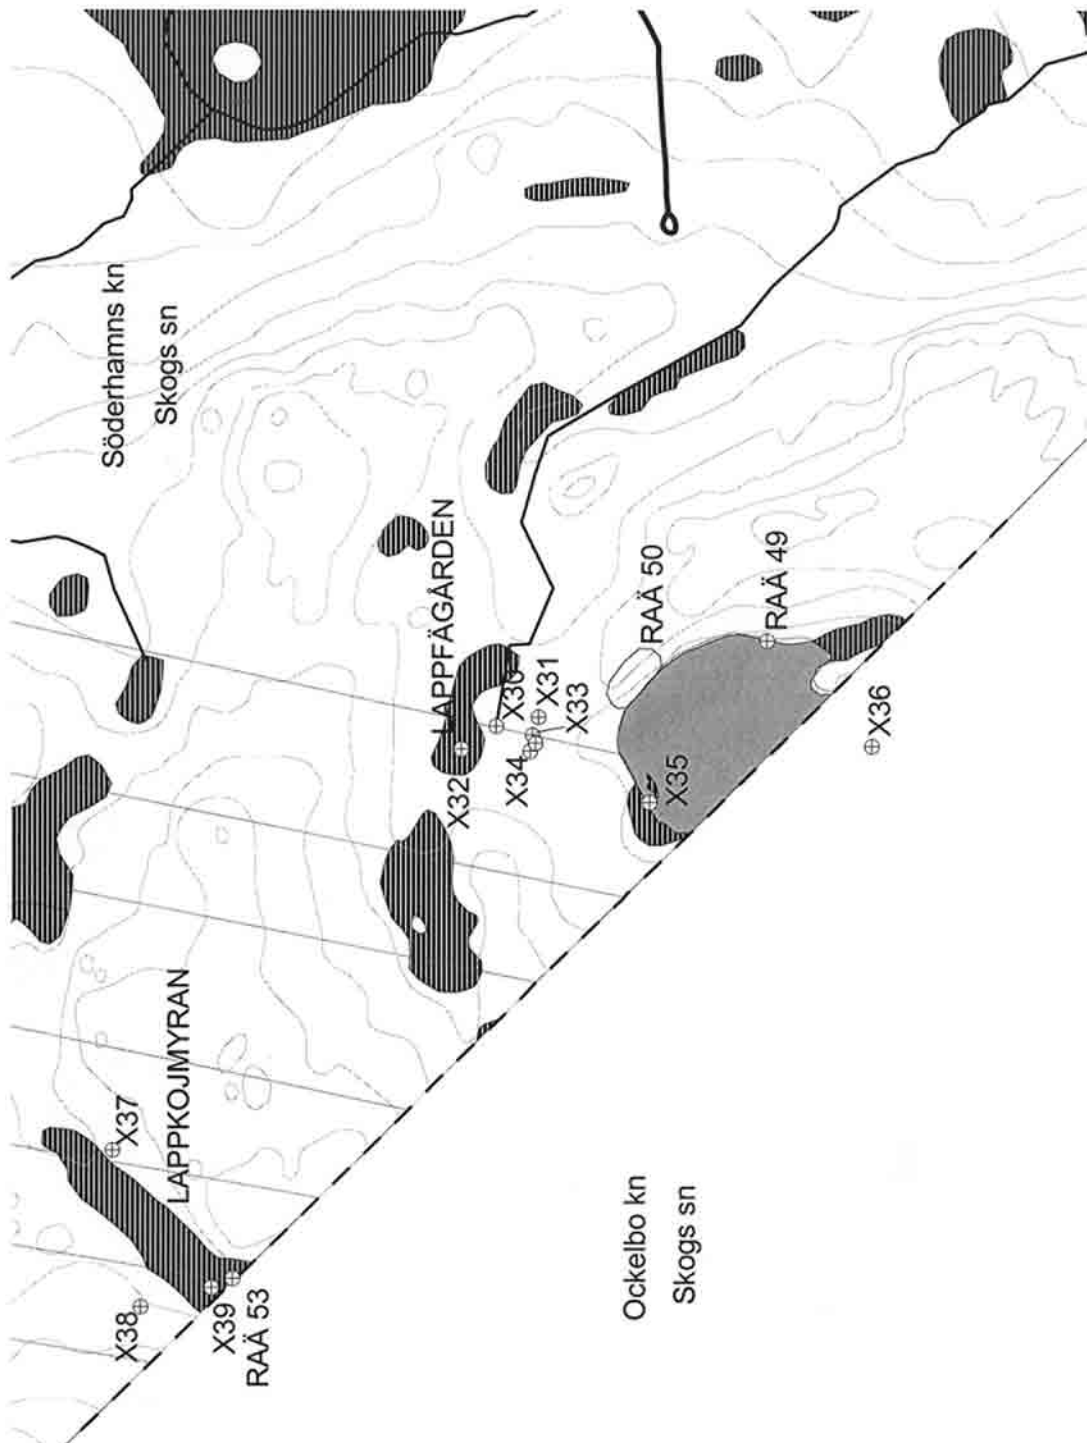 Söderhamns kn
Skogs sn
LAPPFÄGÅRDEN
X32
X30
X31
X33
X34
RAÄ 50
RAÄ 49
X35
X36
LAPPKOJMYRAN
X37
X38
X39
RAÄ 53
Ockelbo kn
Skogs sn